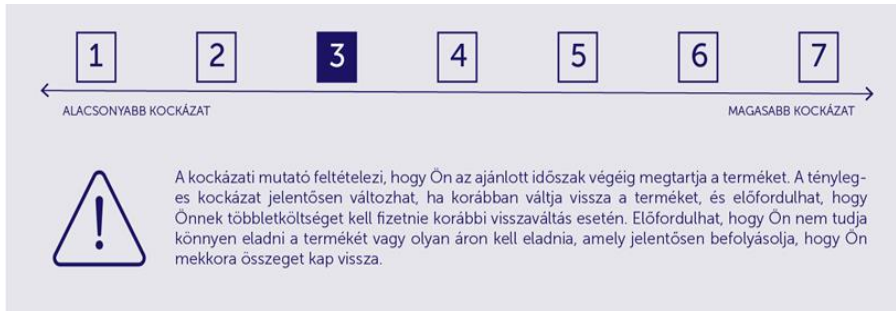 1 2 3 4 5 6 7
ALACSONYABB KOCKÁZAT MAGASABB KOCKÁZAT
A kockázati mutató feltételezi, hogy Ön az ajánlott időszak végéig megtartja a terméket. A tényleg-
es kockázat jelentősen változhat, ha korábban váltja vissza a terméket, és előfordulhat, hogy
Önnek többletköltséget kell fizetnie korábbi visszaváltás esetén. Előfordulhat, hogy Ön nem tudja
könnyen eladni a termékét vagy olyan áron kell eladnia, amely jelentősen befolyásolja, hogy Ön
mekkora összeget kap vissza.